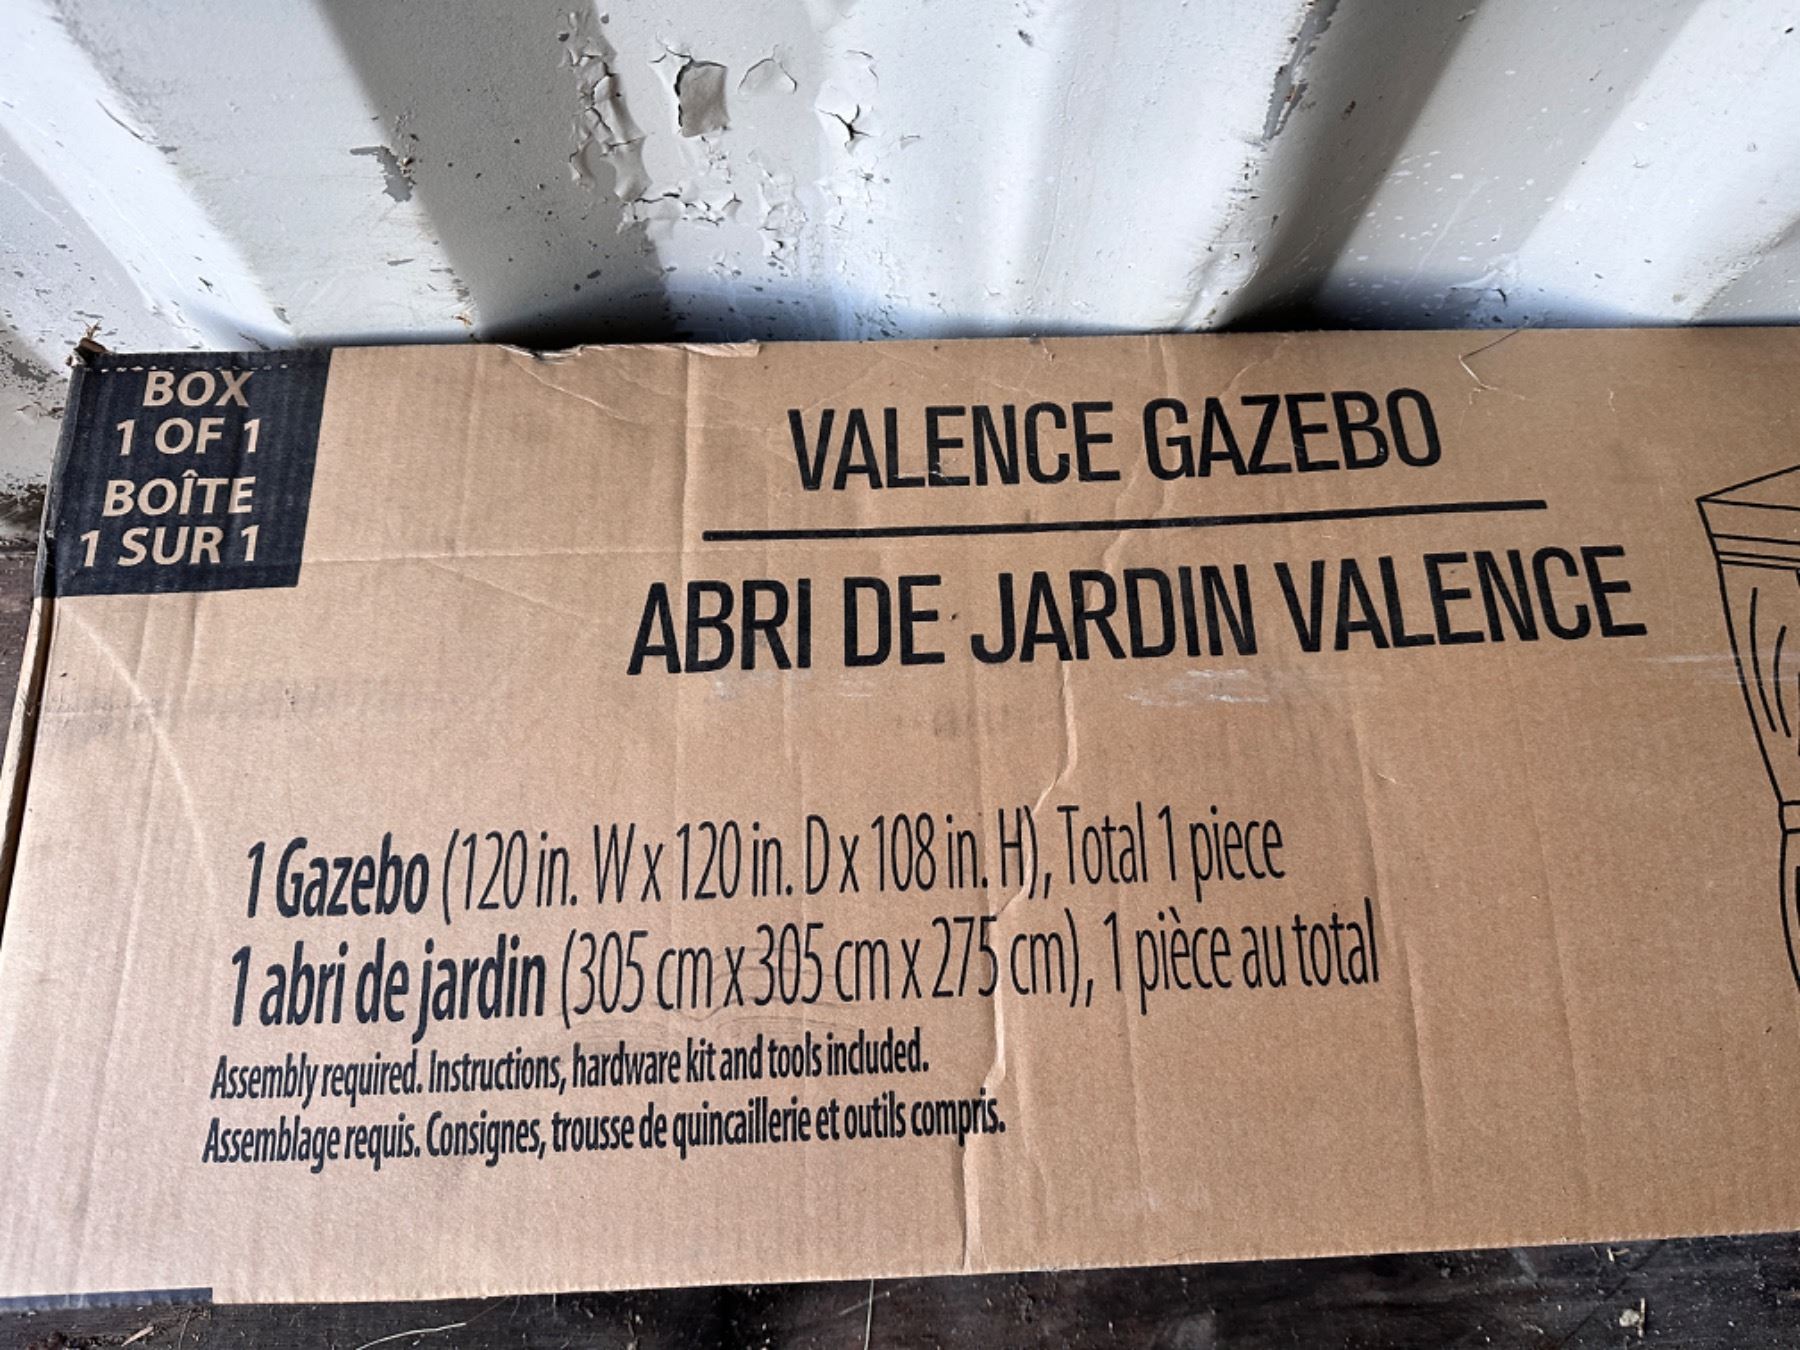 BOX
1 OF 1
BOÎTE
1 SUR 1
VALENCE GAZEBO
ABRI DE JARDIN VALENCE
1 Gazebo (120 in. W x 120 in. D x 108 in. H), Total 1 piece
1 abri de jardin (305 cm x 305 cm x 275 cm), 1 pièce au total
Assembly required. Instructions, hardware kit and tools included.
Assemblage requis. Consignes, trousse de quincaillerie et outils compris.